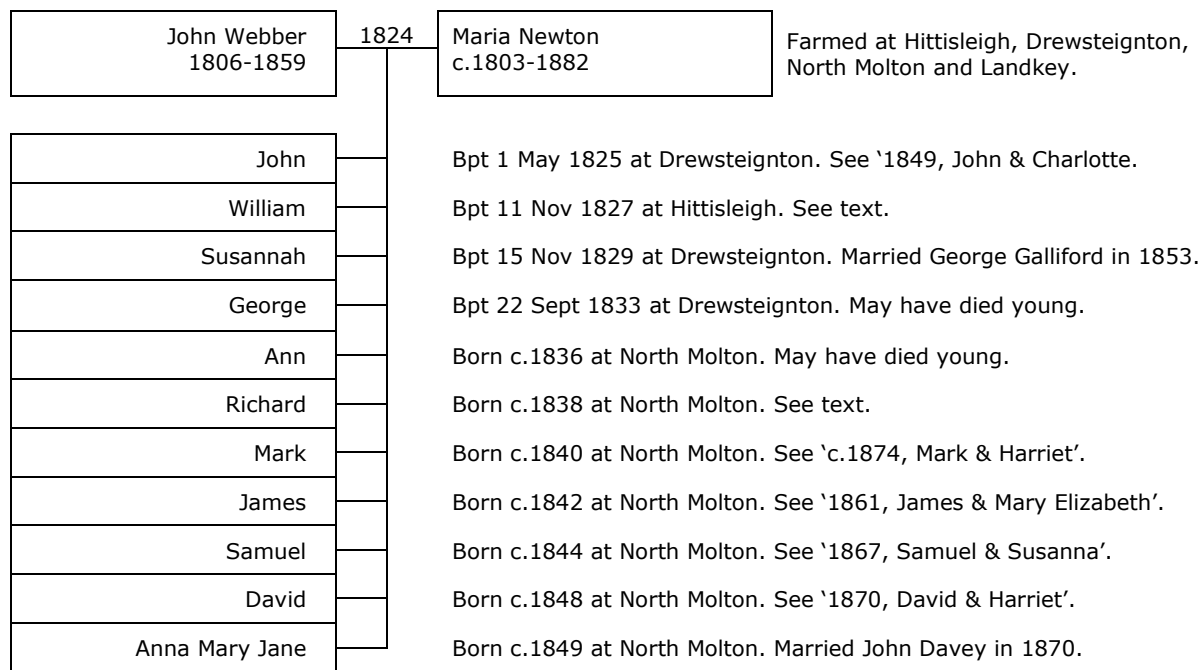 John Webber
1806-1859
1824
Maria Newton
c.1803-1882
Farmed at Hittisleigh, Drewsteignton,
North Molton and Landkey.
John Bpt 1 May 1825 at Drewsteignton. See ‘1849, John & Charlotte.
William Bpt 11 Nov 1827 at Hittisleigh. See text.
Susannah Bpt 15 Nov 1829 at Drewsteignton. Married George Galliford in 1853.
George Bpt 22 Sept 1833 at Drewsteignton. May have died young.
Ann Born c.1836 at North Molton. May have died young.
Richard Born c.1838 at North Molton. See text.
Mark Born c.1840 at North Molton. See ‘c.1874, Mark & Harriet’.
James Born c.1842 at North Molton. See ‘1861, James & Mary Elizabeth’.
Samuel Born c.1844 at North Molton. See ‘1867, Samuel & Susanna’.
David Born c.1848 at North Molton. See ‘1870, David & Harriet’.
Anna Mary Jane Born c.1849 at North Molton. Married John Davey in 1870.